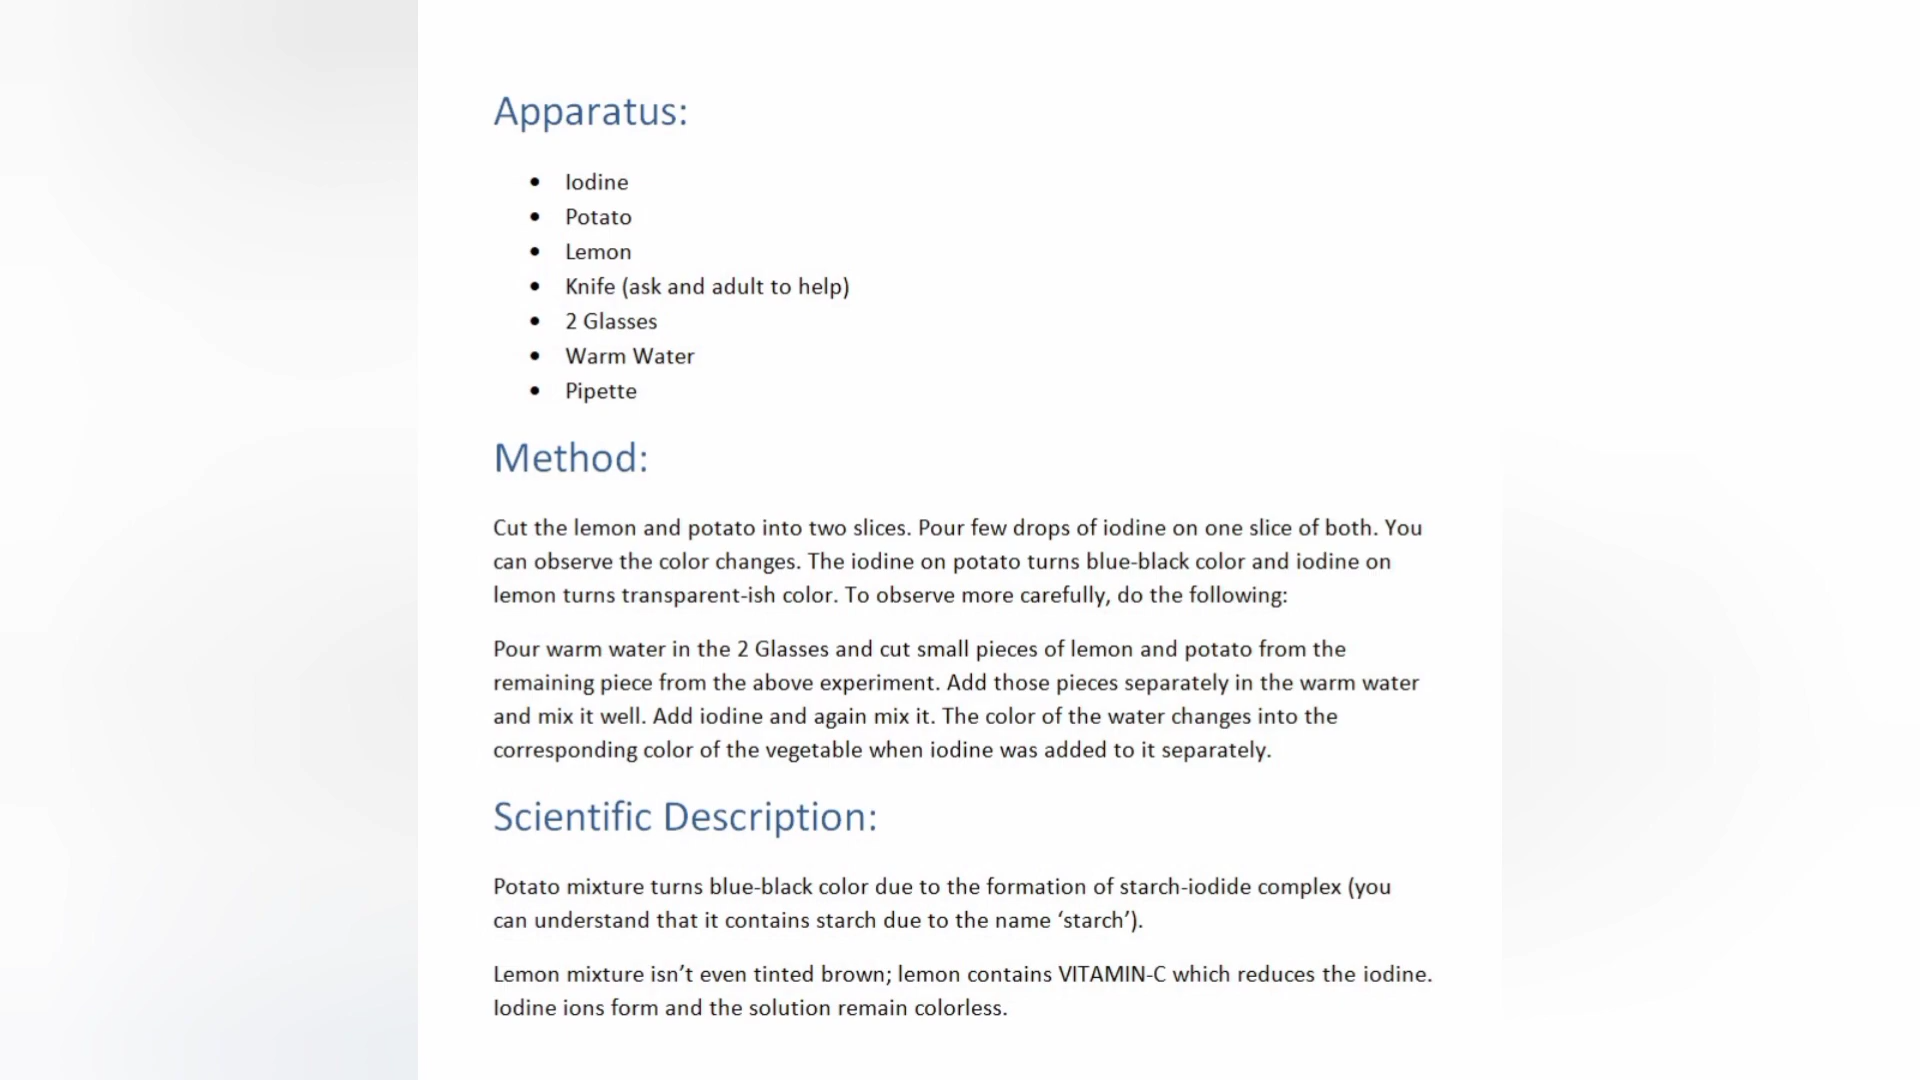 Apparatus:
• Iodine
• Potato
• Lemon
• Knife (ask and adult to help)
• 2 Glasses
• Warm Water
• Pipette
Method:
Cut the lemon and potato into two slices. Pour few drops of iodine on one slice of both. You
can observe the color changes. The iodine on potato turns blue-black color and iodine on
lemon turns transparent-ish color. To observe more carefully, do the following:
Pour warm water in the 2 Glasses and cut small pieces of lemon and potato from the
remaining piece from the above experiment. Add those pieces separately in the warm water
and mix it well. Add iodine and again mix it. The color of the water changes into the
corresponding color of the vegetable when iodine was added to it separately.
Scientific Description:
Potato mixture turns blue-black color due to the formation of starch-iodide complex (you
can understand that it contains starch due to the name ‘starch’).
Lemon mixture isn’t even tinted brown; lemon contains VITAMIN-C which reduces the iodine.
Iodine ions form and the solution remain colorless.